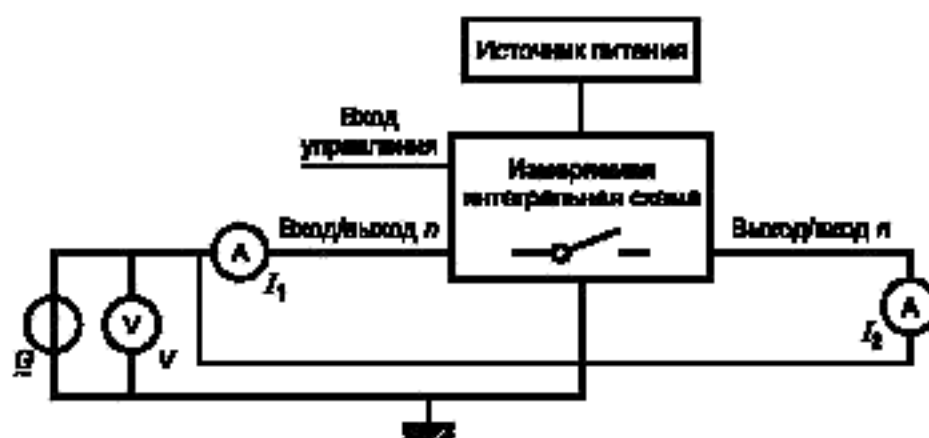 Источник питания
Вход
управления
Измеряемая
интегральная схема
Вход/выход n
Выход/вход n
A
I1
A
I2
V
V
G